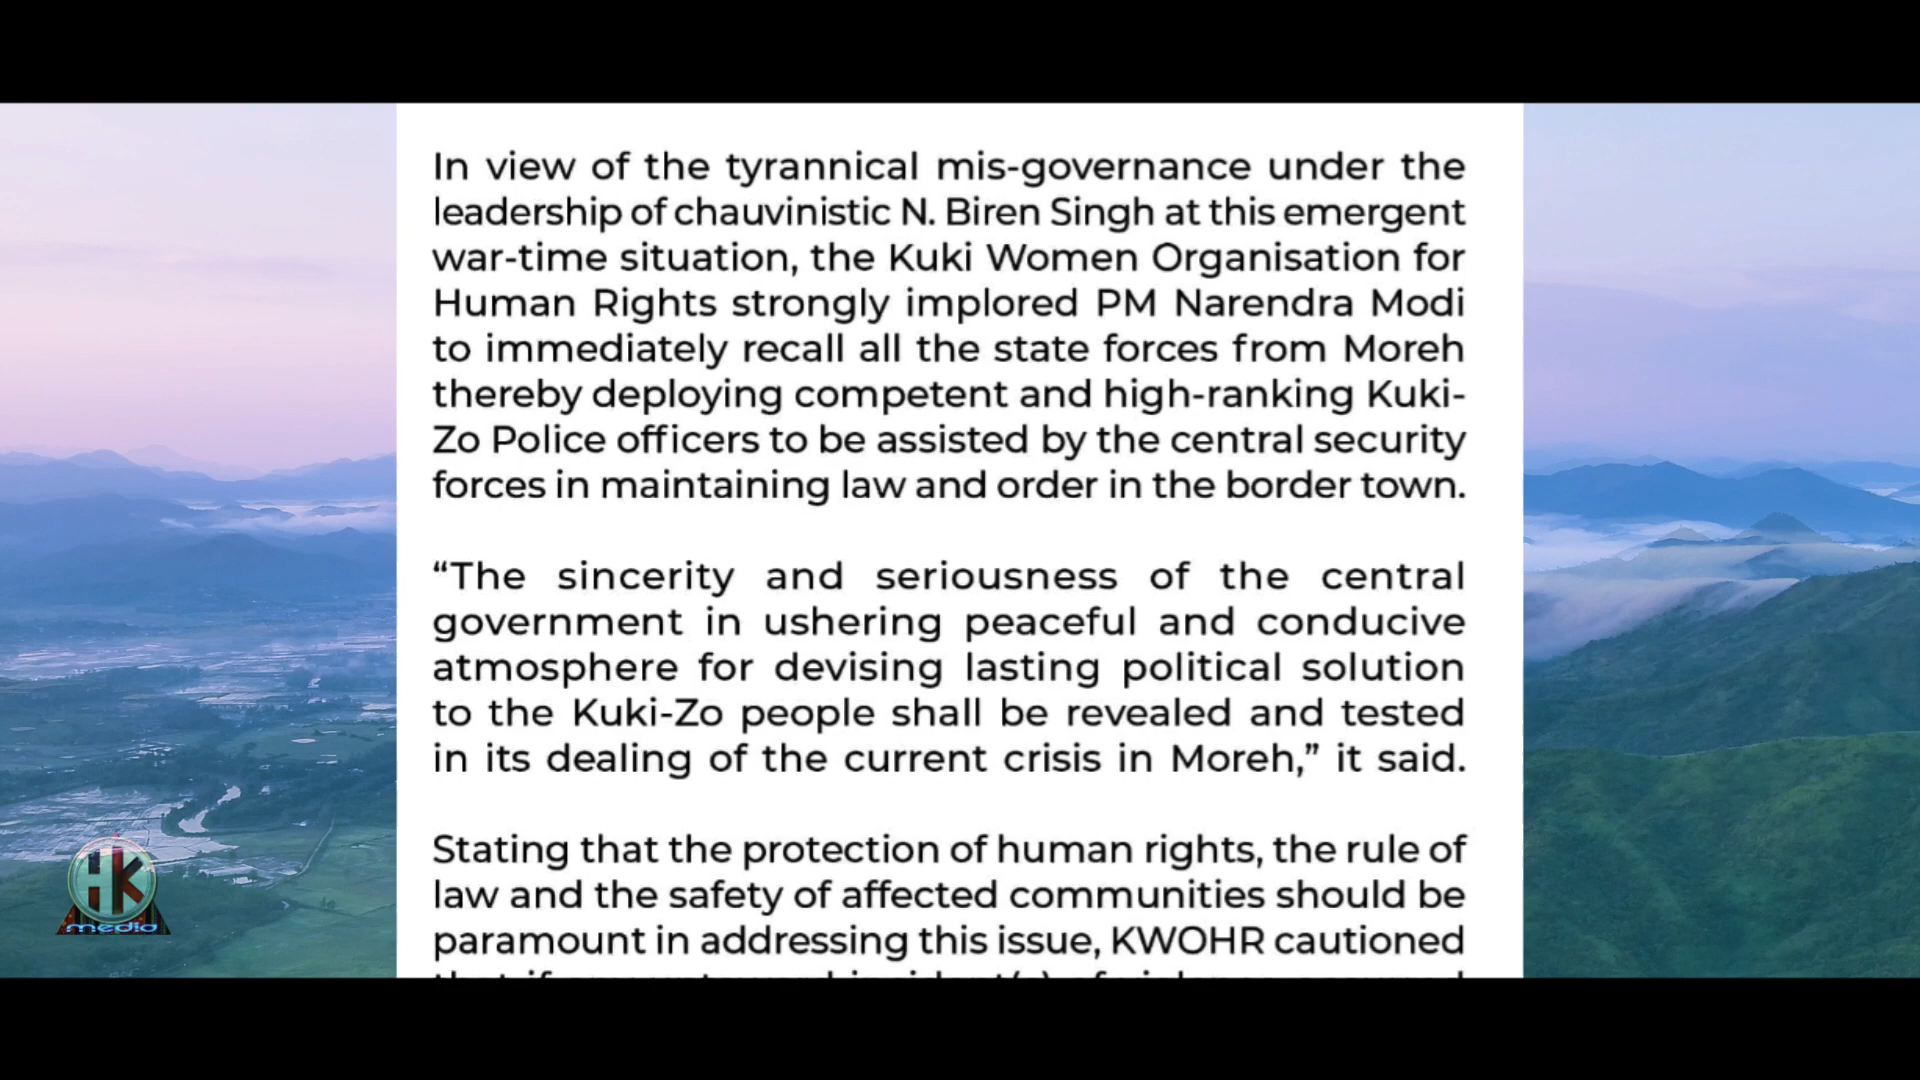 In view of the tyrannical mis-governance under the
leadership of chauvinistic N. Biren Singh at this emergent
war-time situation, the Kuki Women Organisation for
Human Rights strongly implored PM Narendra Modi
to immediately recall all the state forces from Moreh
thereby deploying competent and high-ranking Kuki-
Zo Police officers to be assisted by the central security
forces in maintaining law and order in the border town.
“The sincerity and seriousness of the central
government in ushering peaceful and conducive
atmosphere for devising lasting political solution
to the Kuki-Zo people shall be revealed and tested
in its dealing of the current crisis in Moreh,” it said.
Stating that the protection of human rights, the rule of
law and the safety of affected communities should be
paramount in addressing this issue, KWOHR cautioned
HK
media